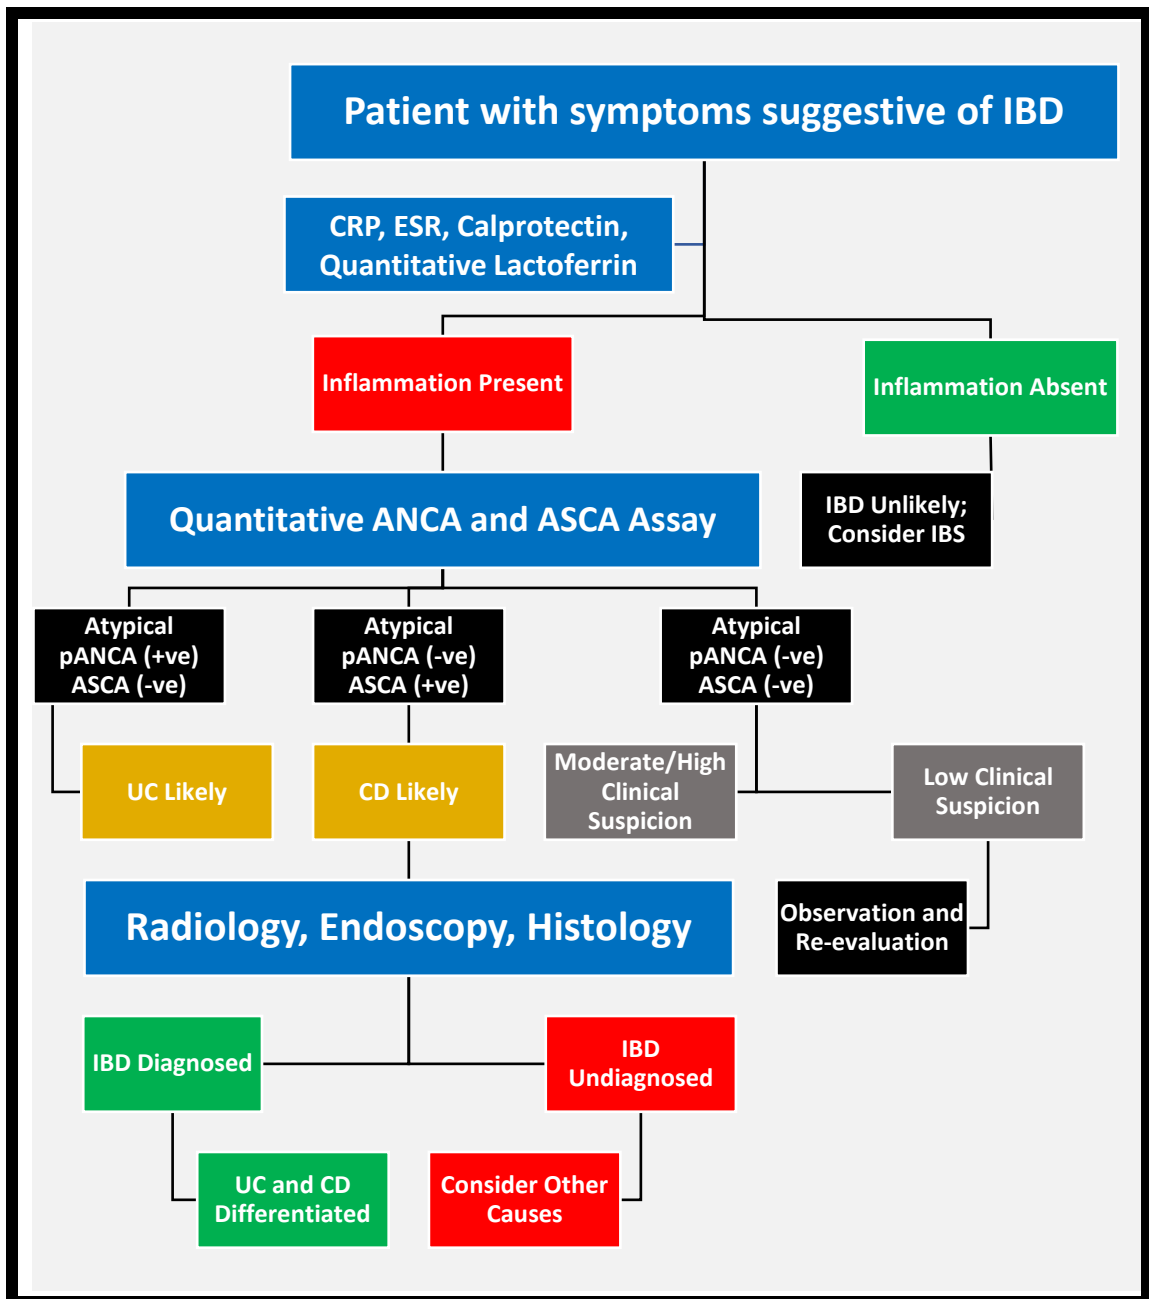 Patient with symptoms suggestive of IBD
CRP, ESR, Calprotectin,
Quantitative Lactoferrin
Inflammation Present
Inflammation Absent
Quantitative ANCA and ASCA Assay
IBD Unlikely;
Consider IBS
Atypical
pANCA (+ve)
ASCA (-ve)
Atypical
pANCA (-ve)
ASCA (+ve)
Atypical
pANCA (-ve)
ASCA (-ve)
UC Likely
CD Likely
Moderate/High
Clinical
Suspicion
Low Clinical
Suspicion
Radiology, Endoscopy, Histology
Observation and
Re-evaluation
IBD Diagnosed
IBD
Undiagnosed
UC and CD
Differentiated
Consider Other
Causes